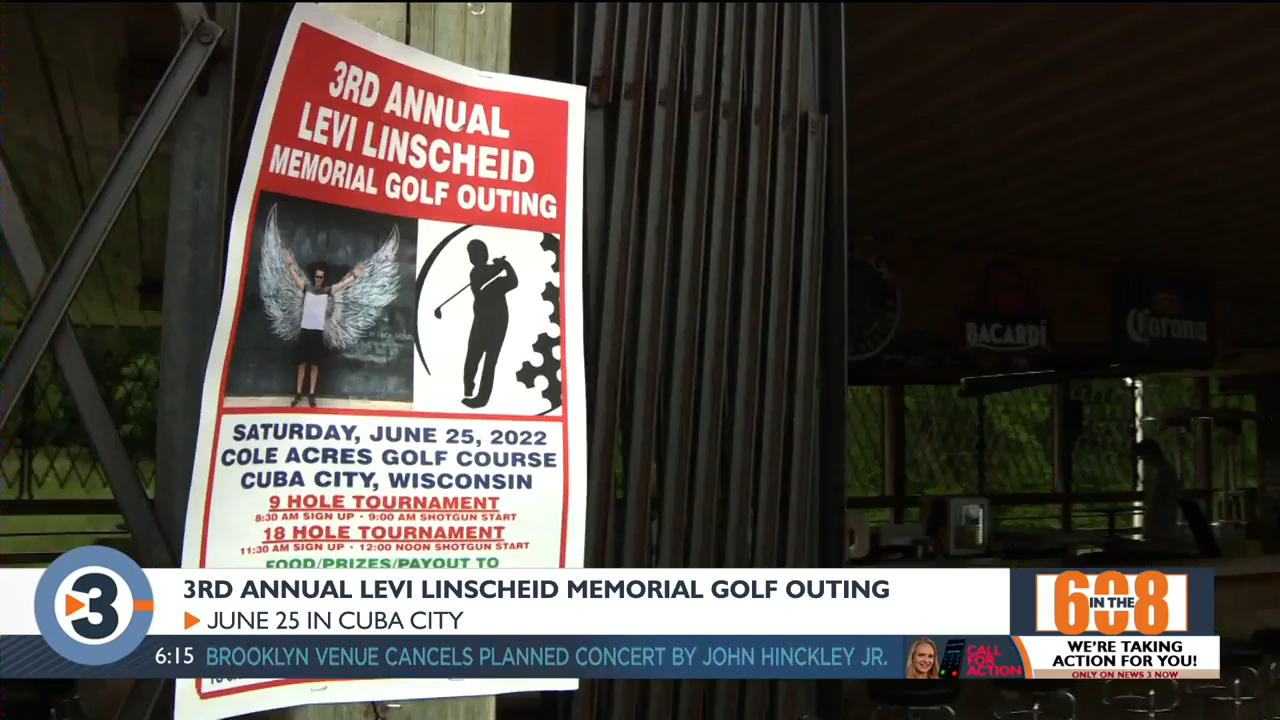 3RD ANNUAL
LEVI LINSCHEID
MEMORIAL GOLF OUTING
SATURDAY, JUNE 25, 2022
COLE ACRES GOLF COURSE
CUBA CITY, WISCONSIN
9 HOLE TOURNAMENT
8:30 AM SIGN UP · 9:00 AM SHOTGUN START
18 HOLE TOURNAMENT
11:30 AM SIGN UP · 12:00 NOON SHOTGUN START
FOOD/PRIZES/PAYOUT TO
BACARDÍ
Corona
3
3RD ANNUAL LEVI LINSCHEID MEMORIAL GOLF OUTING
JUNE 25 IN CUBA CITY
608
IN THE
6:15 BROOKLYN VENUE CANCELS PLANNED CONCERT BY JOHN HINCKLEY JR.
CALL
FOR
ACTION
WE'RE TAKING
ACTION FOR YOU!
ONLY ON NEWS 3 NOW